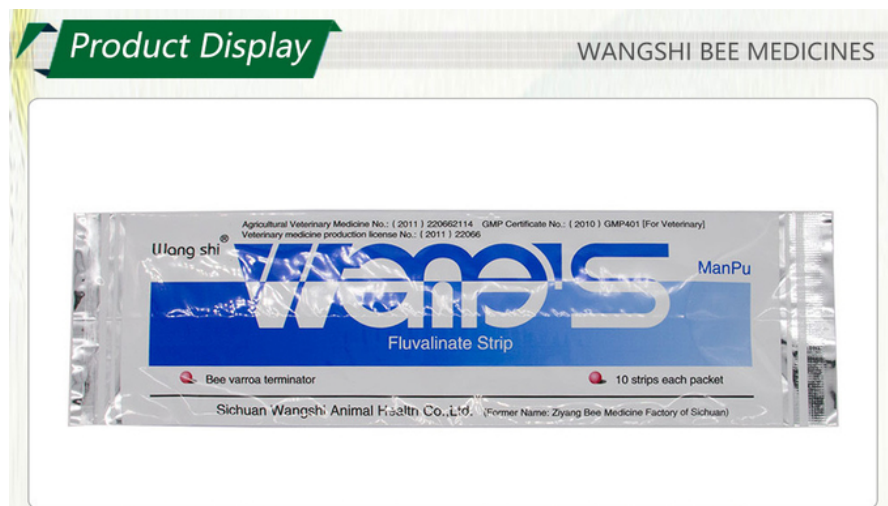 Product Display
WANGSHI BEE MEDICINES
Agricultural Veterinary Medicine No.: ( 2011 ) 220662114 GMP Certificate No.: ( 2010 ) GMP401 [For Veterinary]
Veterinary medicine production license No.: ( 2011 ) 22066
Wang shi®
Wang'S
ManPu
Fluvalinate Strip
Bee varroa terminator
10 strips each packet
Sichuan Wangshi Animal Health Co.,Ltd. (Former Name: Ziyang Bee Medicine Factory of Sichuan)